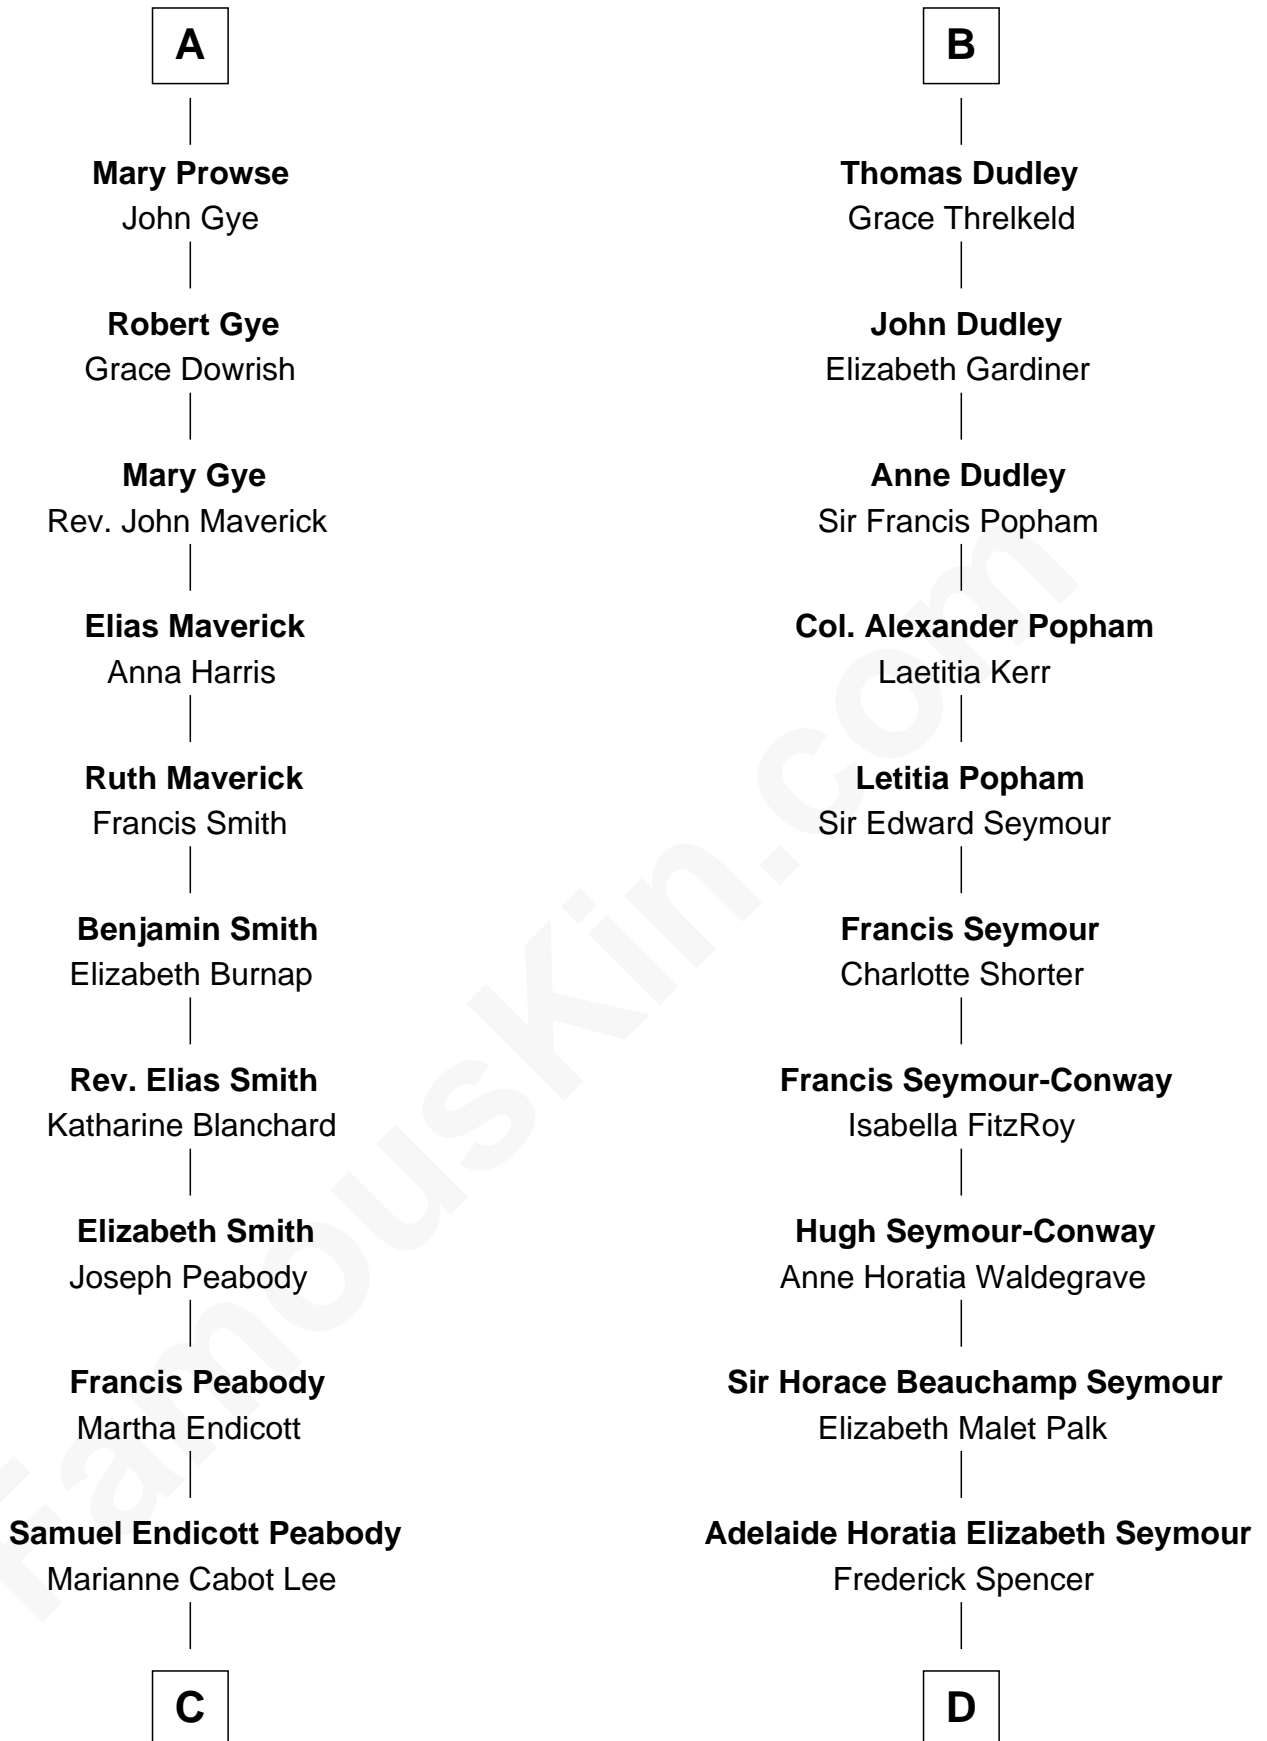 A
Mary Prowse
John Gye
Robert Gye
Grace Dowrish
Mary Gye
Rev. John Maverick
Elias Maverick
Anna Harris
Ruth Maverick
Francis Smith
Benjamin Smith
Elizabeth Burnap
Rev. Elias Smith
Katharine Blanchard
Elizabeth Smith
Joseph Peabody
Francis Peabody
Martha Endicott
Samuel Endicott Peabody
Marianne Cabot Lee
C
B
Thomas Dudley
Grace Threlkeld
John Dudley
Elizabeth Gardiner
Anne Dudley
Sir Francis Popham
Col. Alexander Popham
Laetitia Kerr
Letitia Popham
Sir Edward Seymour
Francis Seymour
Charlotte Shorter
Francis Seymour-Conway
Isabella FitzRoy
Hugh Seymour-Conway
Anne Horatia Waldegrave
Sir Horace Beauchamp Seymour
Elizabeth Malet Palk
Adelaide Horatia Elizabeth Seymour
Frederick Spencer
D
FamousKin.com